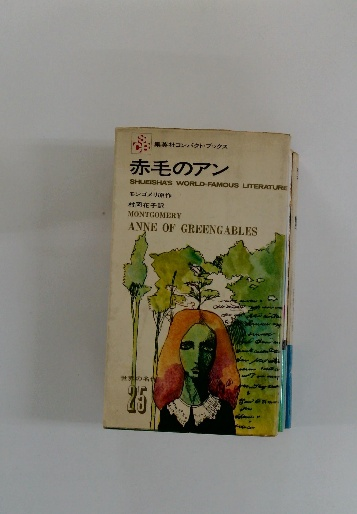 SCB
集英社コンパクト・ブックス
赤毛のアン
SHUEISHA'S WORLD-FAMOUS LITERATURE
モンゴメリ原作
村岡花子訳
MONTGOMERY
ANNE OF GREENGABLES
世界の名作
25